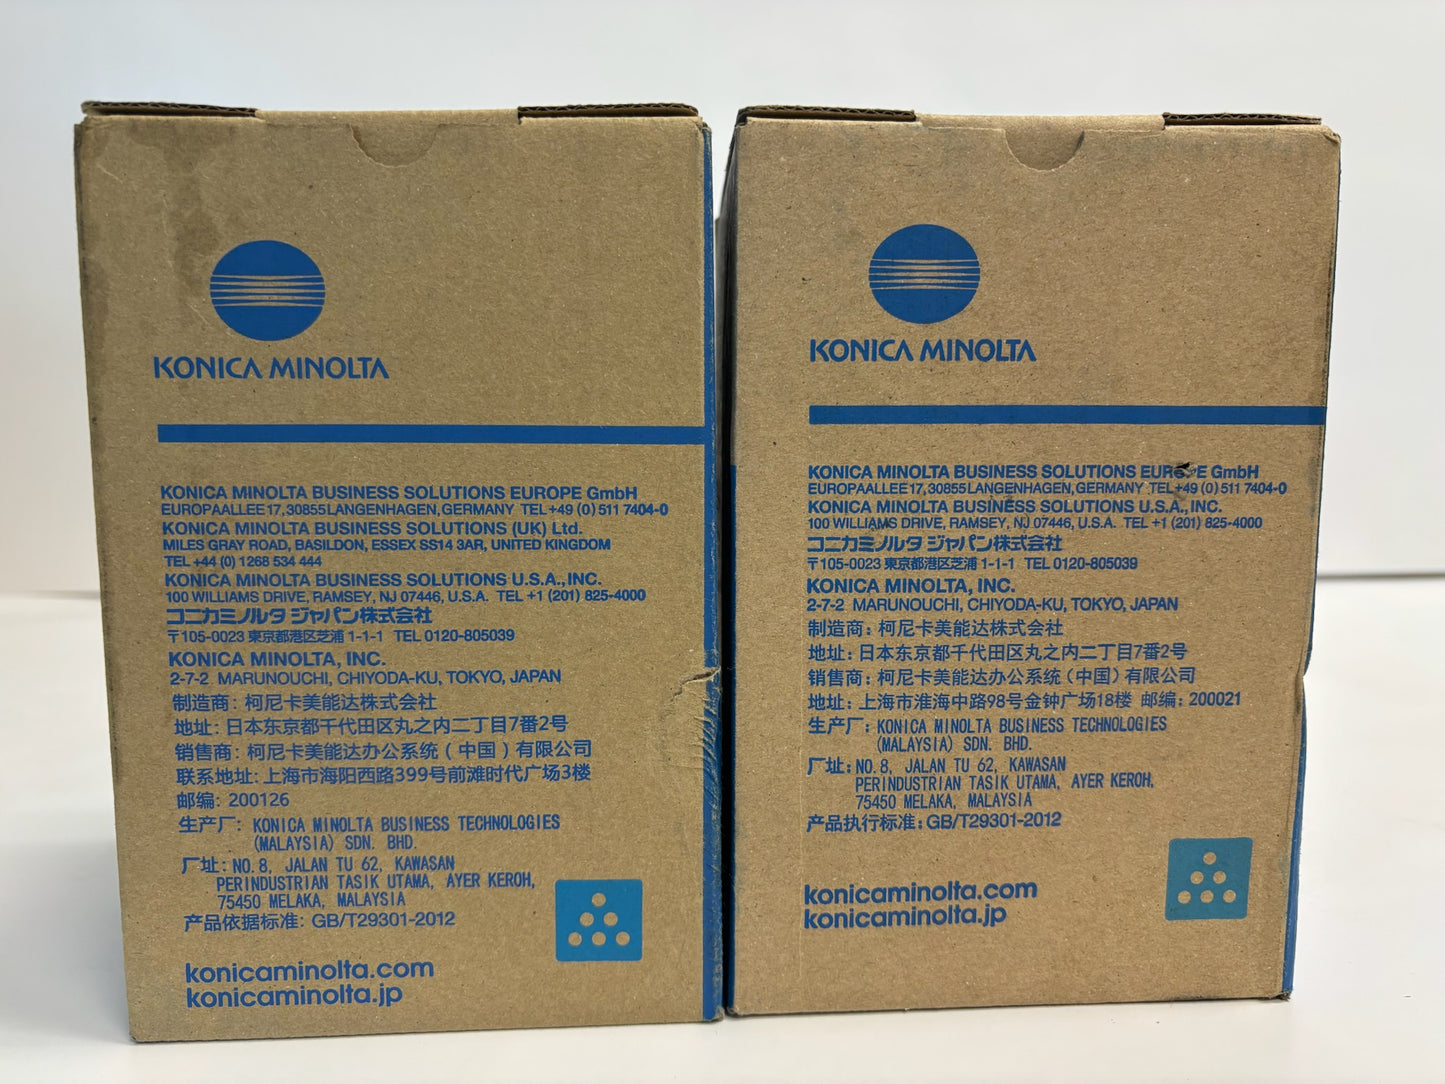 KONICA MINOLTA
KONICA MINOLTA BUSINESS SOLUTIONS EUROPE GmbH
EUROPAALLEE 17, 30855 LANGENHAGEN, GERMANY TEL +49 (0) 511 7404-0
KONICA MINOLTA BUSINESS SOLUTIONS (UK) Ltd.
MILES GRAY ROAD, BASILDON, ESSEX SS14 3AR, UNITED KINGDOM
TEL +44 (0) 1268 534 444
KONICA MINOLTA BUSINESS SOLUTIONS U.S.A., INC.
100 WILLIAMS DRIVE, RAMSEY, NJ 07446, U.S.A. TEL +1 (201) 825-4000
コニカミノルタ ジャパン株式会社
〒105-0023 東京都港区芝浦 1-1-1 TEL 0120-805039
KONICA MINOLTA, INC.
2-7-2 MARUNOUCHI, CHIYODA-KU, TOKYO, JAPAN
制造商: 柯尼卡美能达株式会社
地址: 日本东京都千代田区丸之内二丁目7番2号
销售商: 柯尼卡美能达办公系统（中国）有限公司
联系地址: 上海市海阳西路399号前滩时代广场3楼
邮编: 200126
生产厂: KONICA MINOLTA BUSINESS TECHNOLOGIES
(MALAYSIA) SDN. BHD.
厂址: NO.8, JALAN TU 62, KAWASAN
PERINDUSTRIAN TASIK UTAMA, AYER KEROH,
75450 MELAKA, MALAYSIA
产品依据标准: GB/T29301-2012
konicaminolta.com
konicaminolta.jp
KONICA MINOLTA
KONICA MINOLTA BUSINESS SOLUTIONS EUROPE GmbH
EUROPAALLEE 17, 30855 LANGENHAGEN, GERMANY TEL +49 (0) 511 7404-0
KONICA MINOLTA BUSINESS SOLUTIONS U.S.A., INC.
100 WILLIAMS DRIVE, RAMSEY, NJ 07446, U.S.A. TEL +1 (201) 825-4000
コニカミノルタ ジャパン株式会社
〒105-0023 東京都港区芝浦 1-1-1 TEL 0120-805039
KONICA MINOLTA, INC.
2-7-2 MARUNOUCHI, CHIYODA-KU, TOKYO, JAPAN
制造商: 柯尼卡美能达株式会社
地址: 日本东京都千代田区丸之内二丁目7番2号
销售商: 柯尼卡美能达办公系统（中国）有限公司
地址: 上海市淮海中路98号金钟广场18楼 邮编: 200021
生产厂: KONICA MINOLTA BUSINESS TECHNOLOGIES
(MALAYSIA) SDN. BHD.
厂址: NO.8, JALAN TU 62, KAWASAN
PERINDUSTRIAN TASIK UTAMA, AYER KEROH,
75450 MELAKA, MALAYSIA
产品执行标准: GB/T29301-2012
konicaminolta.com
konicaminolta.jp